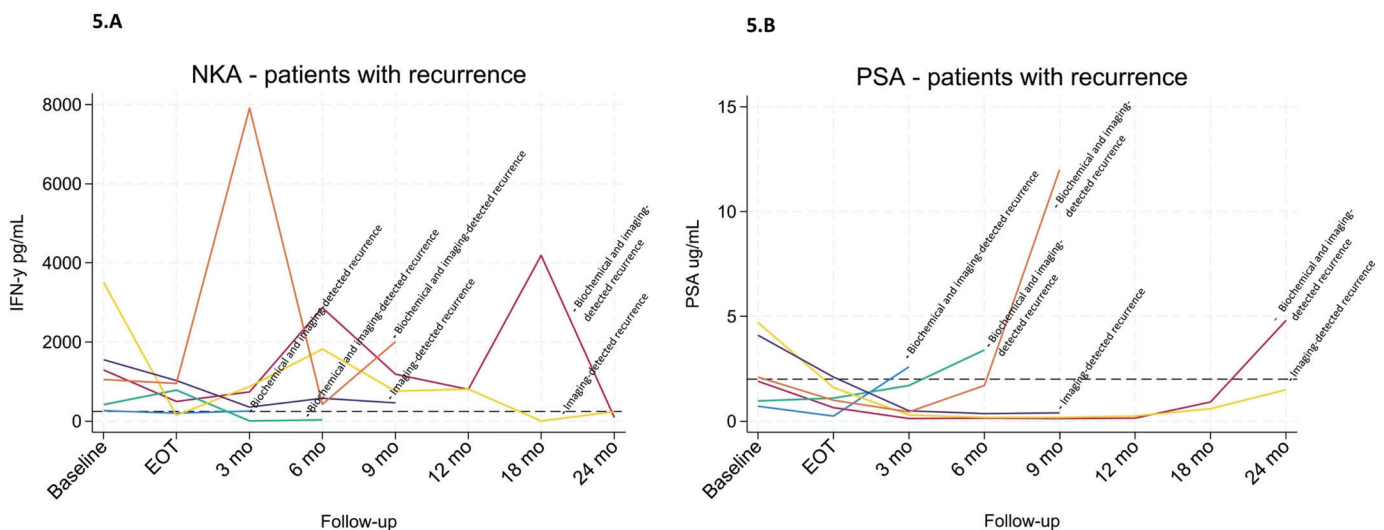 5.A
NKA - patients with recurrence
IFN-y pg/mL
8000
6000
4000
2000
0
- Biochemical and imaging-detected recurrence
- Biochemical and imaging-detected recurrence
- Biochemical and imaging-detected recurrence
- Imaging-detected recurrence
- Biochemical and imaging-
detected recurrence
- Imaging-detected recurrence
Baseline
EOT
3 mo
6 mo
9 mo
12 mo
18 mo
24 mo
Follow-up
5.B
PSA - patients with recurrence
PSA ug/mL
15
10
5
0
- Biochemical and imaging-detected recurrence
- Biochemical and imaging-
detected recurrence
- Biochemical and imaging-
detected recurrence
- Imaging-detected recurrence
- Biochemical and imaging-
detected recurrence
- Imaging-detected recurrence
Baseline
EOT
3 mo
6 mo
9 mo
12 mo
18 mo
24 mo
Follow-up